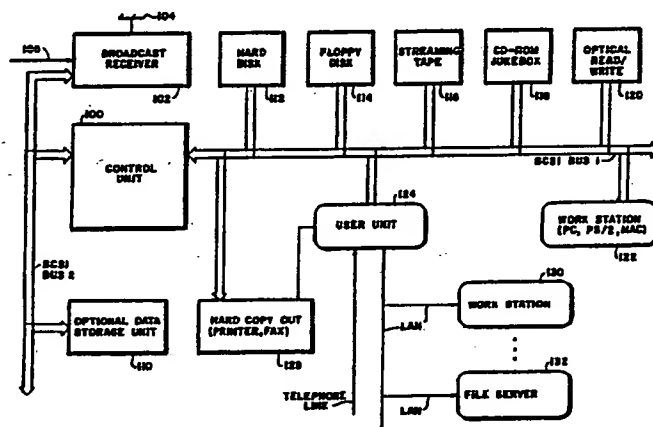 104
106
BROADCAST
RECEIVER
102
HARD
DISK
112
FLOPPY
DISK
114
STREAMING
TAPE
116
CD-ROM
JUKEBOX
118
OPTICAL
READ/
WRITE
120
100
CONTROL
UNIT
SCSI BUS 1
124
USER UNIT
WORK STATION
(PC, PS/2, MAC)
122
SCSI
BUS 2
OPTIONAL DATA
STORAGE UNIT
110
HARD COPY OUT
(PRINTER, FAX)
123
130
WORK STATION
LAN
132
FILE SERVER
LAN
TELEPHONE
LINE